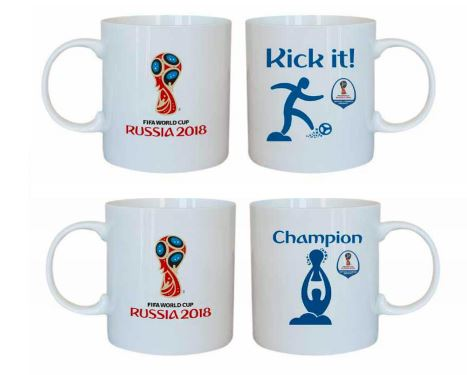 FIFA WORLD CUP
RUSSIA 2018
Kick it!
FIFA WORLD CUP
RUSSIA 2018
Champion